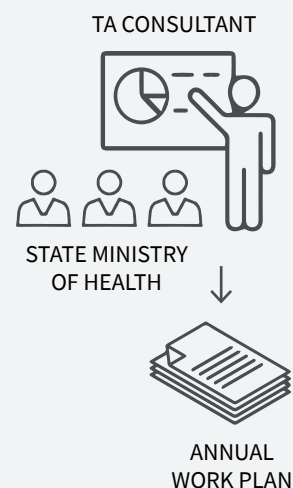 TA CONSULTANT
STATE MINISTRY
OF HEALTH
ANNUAL
WORK PLAN